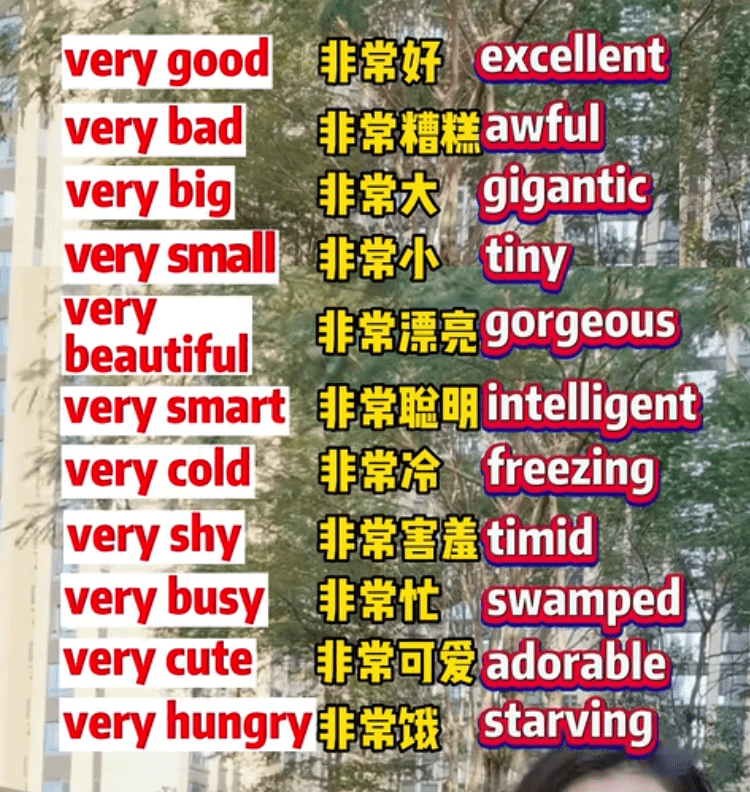 very good 非常好 excellent
very bad 非常糟糕 awful
very big 非常大 gigantic
very small 非常小 tiny
very
beautiful 非常漂亮 gorgeous
very smart 非常聪明 intelligent
very cold 非常冷 freezing
very shy 非常害羞 timid
very busy 非常忙 swamped
very cute 非常可爱 adorable
very hungry 非常饿 starving